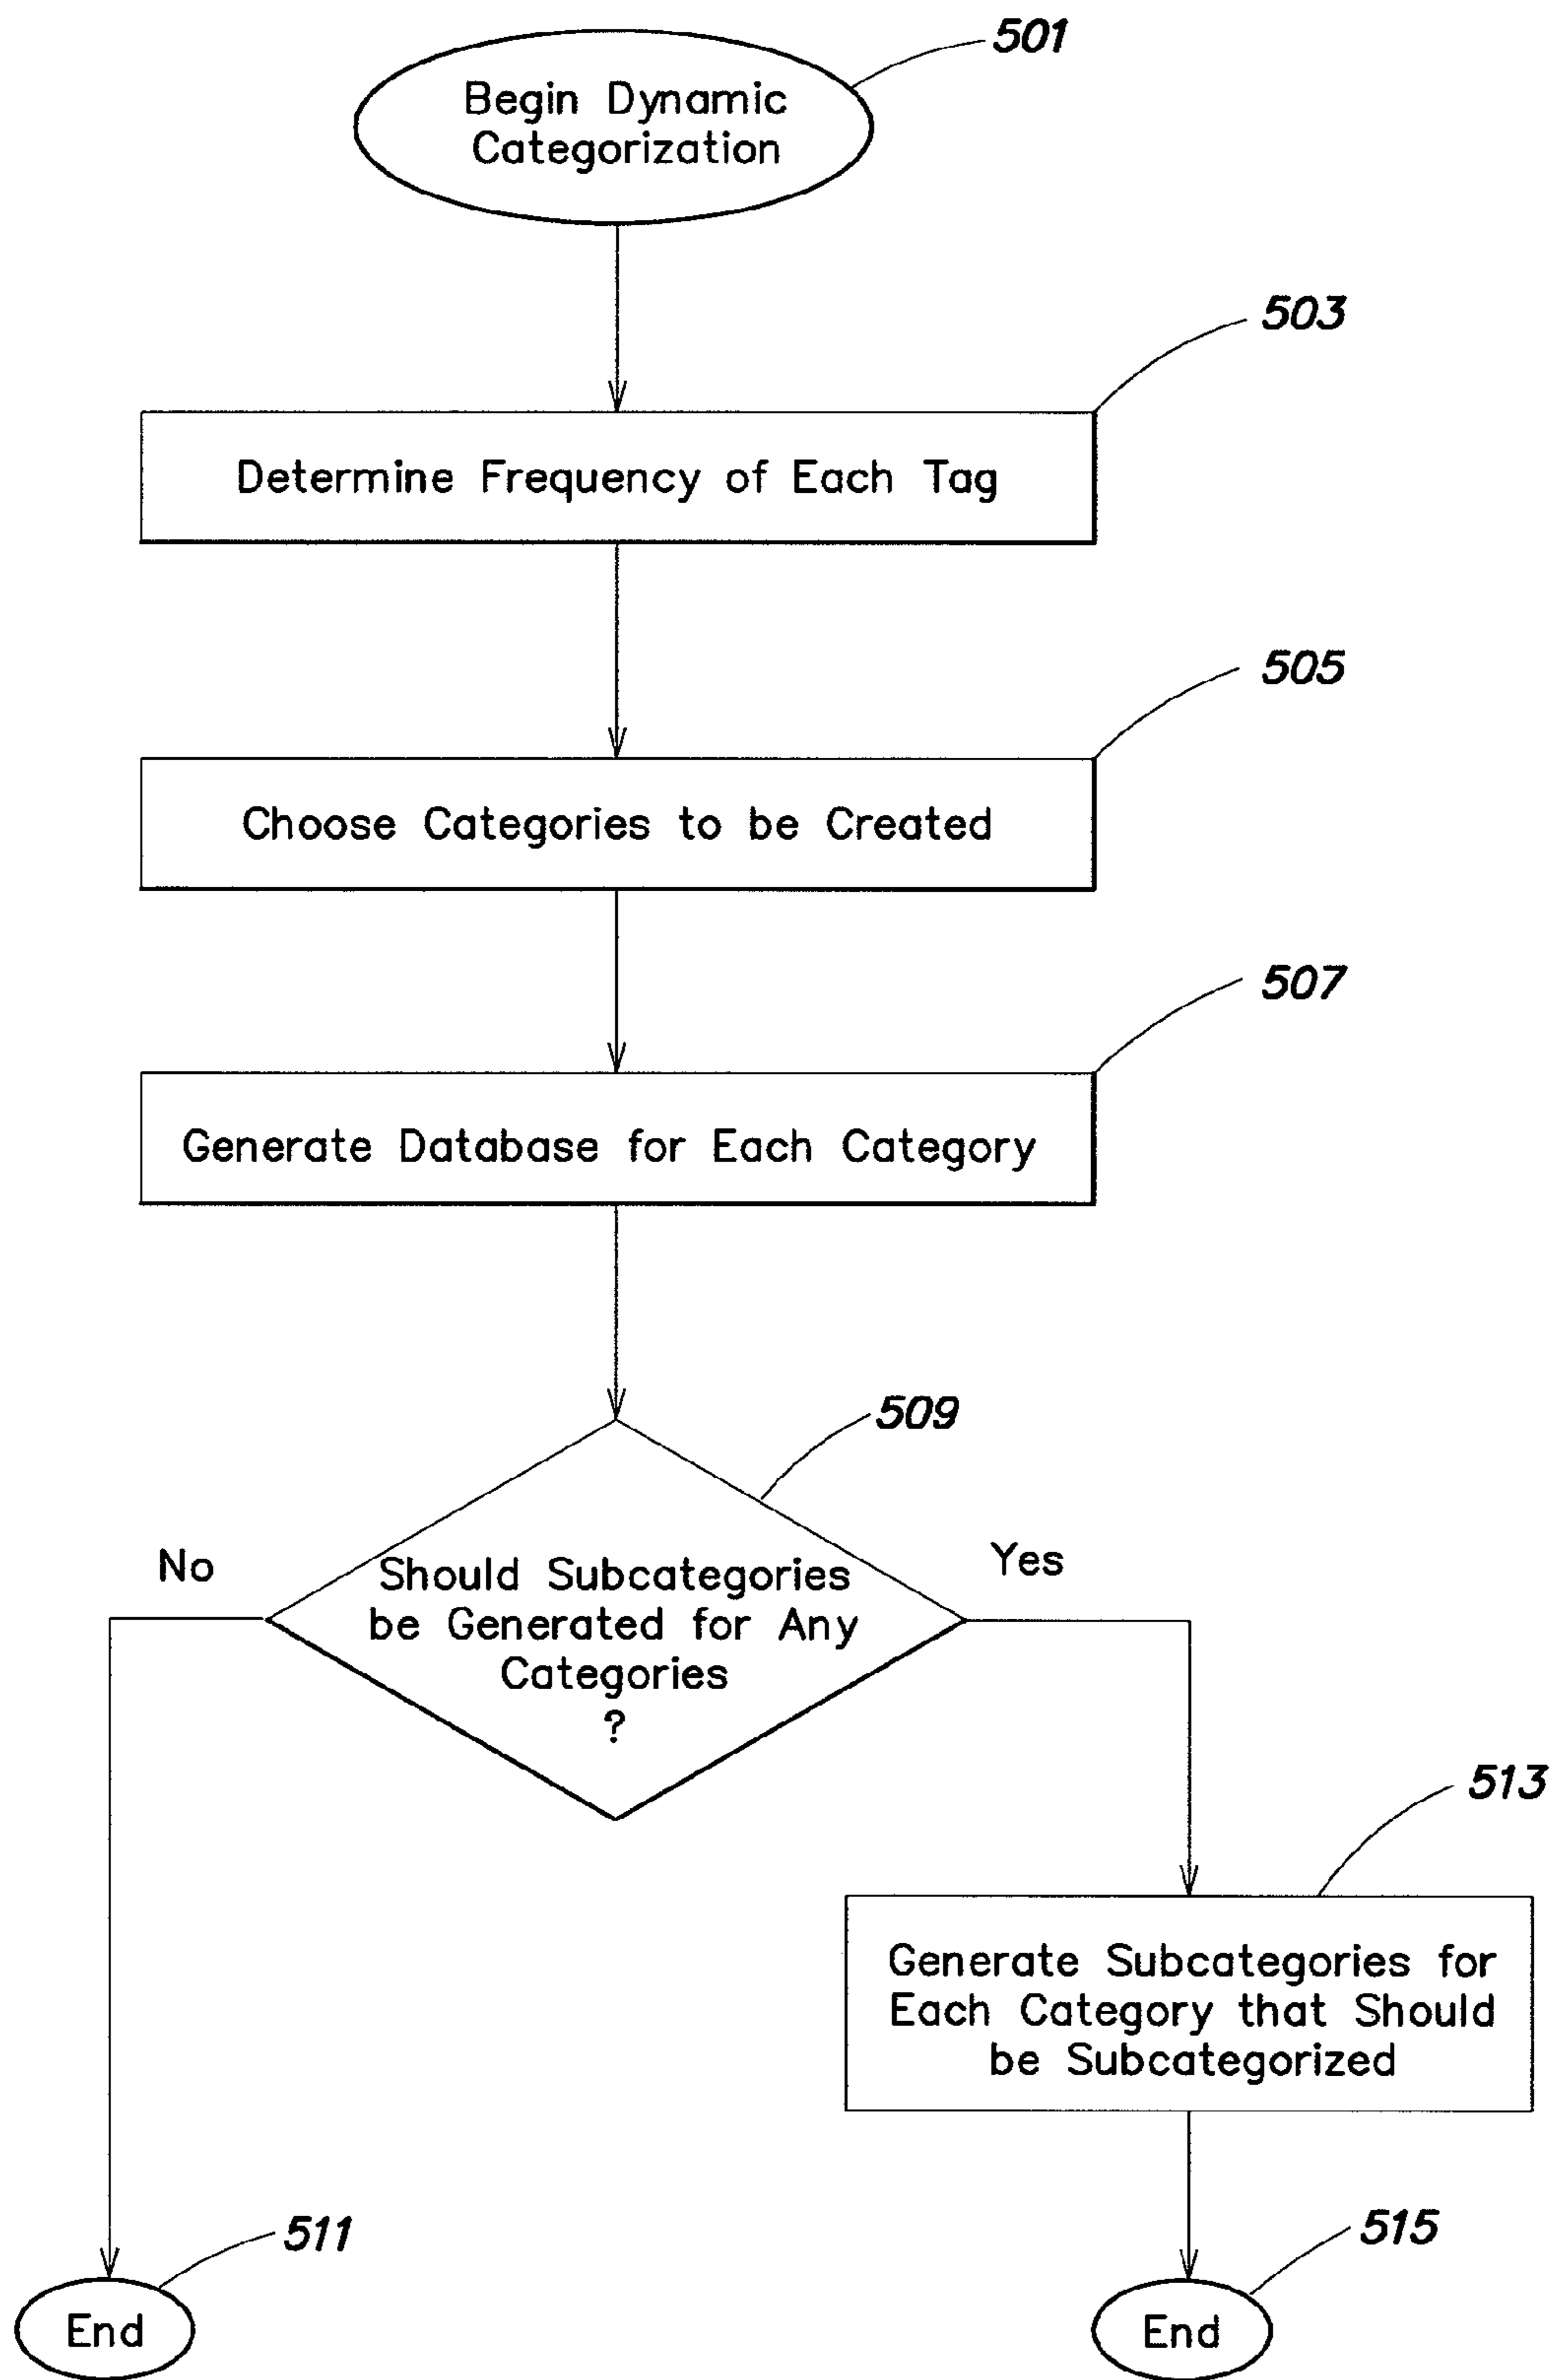 501
Begin Dynamic
Categorization
503
Determine Frequency of Each Tag
505
Choose Categories to be Created
507
Generate Database for Each Category
509
No
Yes
Should Subcategories
be Generated for Any
Categories
?
513
Generate Subcategories for
Each Category that Should
be Subcategorized
511
End
515
End